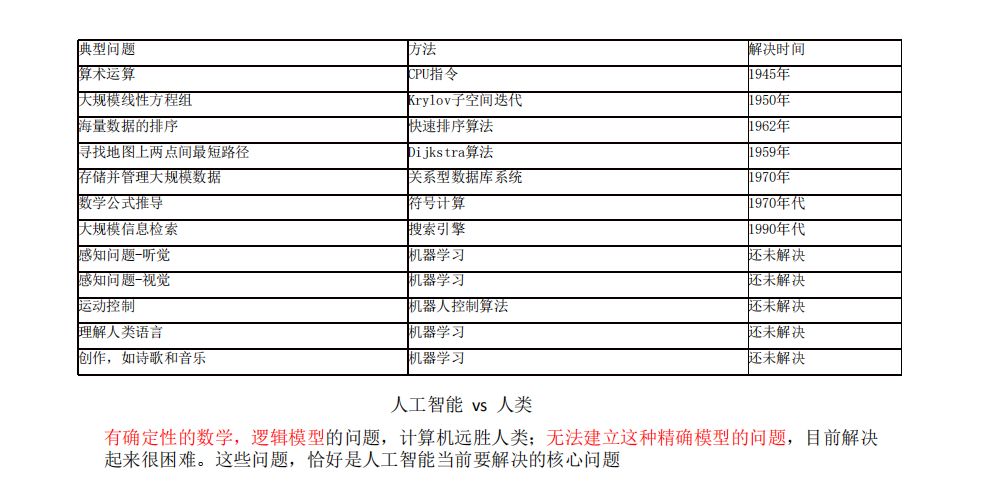 典型问题 方法 解决时间
算术运算 CPU指令 1945年
大规模线性方程组 Krylov子空间迭代 1950年
海量数据的排序 快速排序算法 1962年
寻找地图上两点间最短路径 Dijkstra算法 1959年
存储并管理大规模数据 关系型数据库系统 1970年
数学公式推导 符号计算 1970年代
大规模信息检索 搜索引擎 1990年代
感知问题-听觉 机器学习 还未解决
感知问题-视觉 机器学习 还未解决
运动控制 机器人控制算法 还未解决
理解人类语言 机器学习 还未解决
创作，如诗歌和音乐 机器学习 还未解决
人工智能 vs 人类
有确定性的数学，逻辑模型的问题，计算机远胜人类；无法建立这种精确模型的问题，目前解决
起来很困难。这些问题，恰好是人工智能当前要解决的核心问题